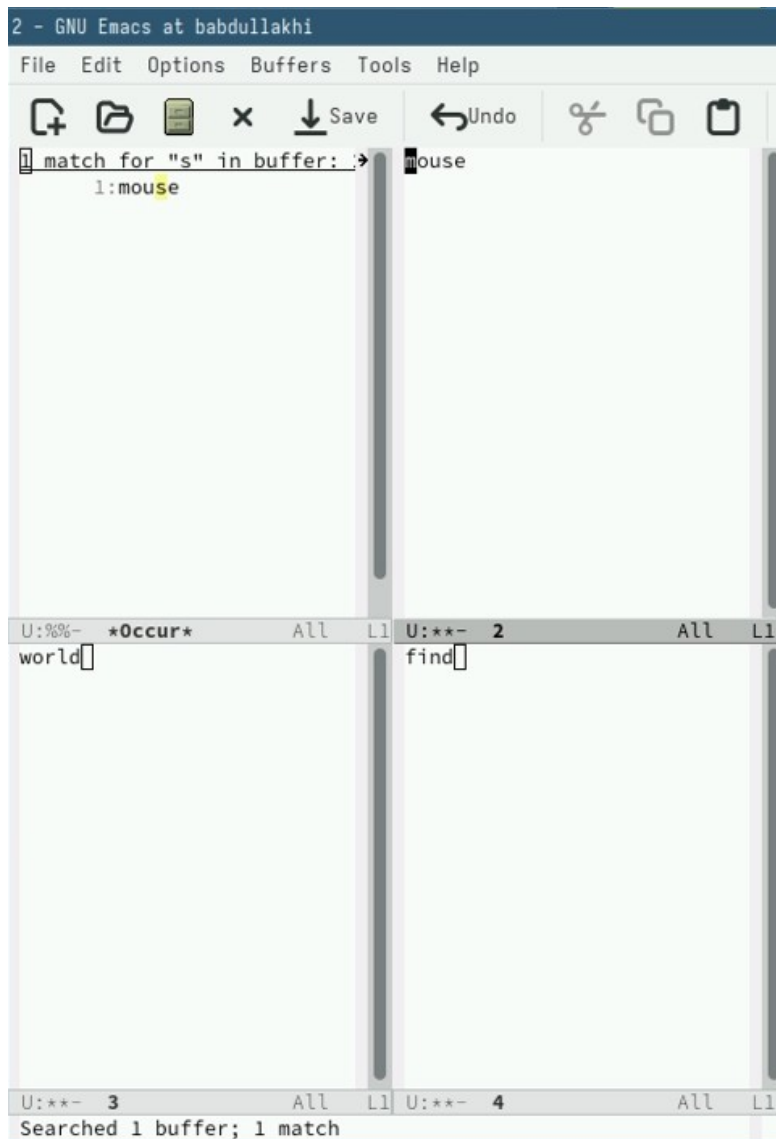 2 - GNU Emacs at babdullakhi
File Edit Options Buffers Tools Help
Save Undo
1 match for "s" in buffer:
1:mouse
mouse
U:%%- *Occur* All L1
U:**- 2 All L1
world
find
U:**- 3 All L1
U:**- 4 All L1
Searched 1 buffer; 1 match